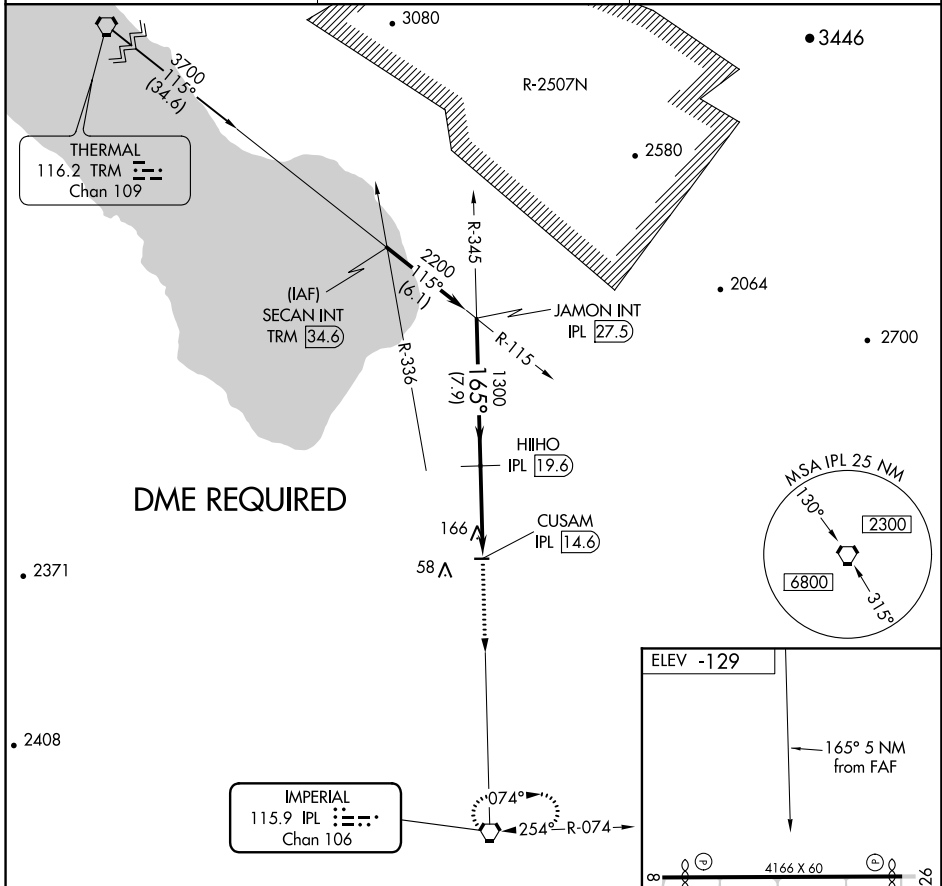 3080
3446
R-2507N
3700
115°
(34.6)
2580
THERMAL
116.2 TRM
Chan 109
R-345
2200
115°
(6.1)
2064
(IAF)
SECAN INT
TRM 34.6
JAMON INT
IPL 27.5
R-115
2700
R-336
1300
165°
(7.9)
HIIHO
IPL 19.6
DME REQUIRED
MSA IPL 25 NM
130°
2300
6800
315°
166
CUSAM
IPL 14.6
58
2371
ELEV -129
165° 5 NM
from FAF
2408
IMPERIAL
115.9 IPL
Chan 106
074°
254°
R-074
8
P
4166 X 60
P
26